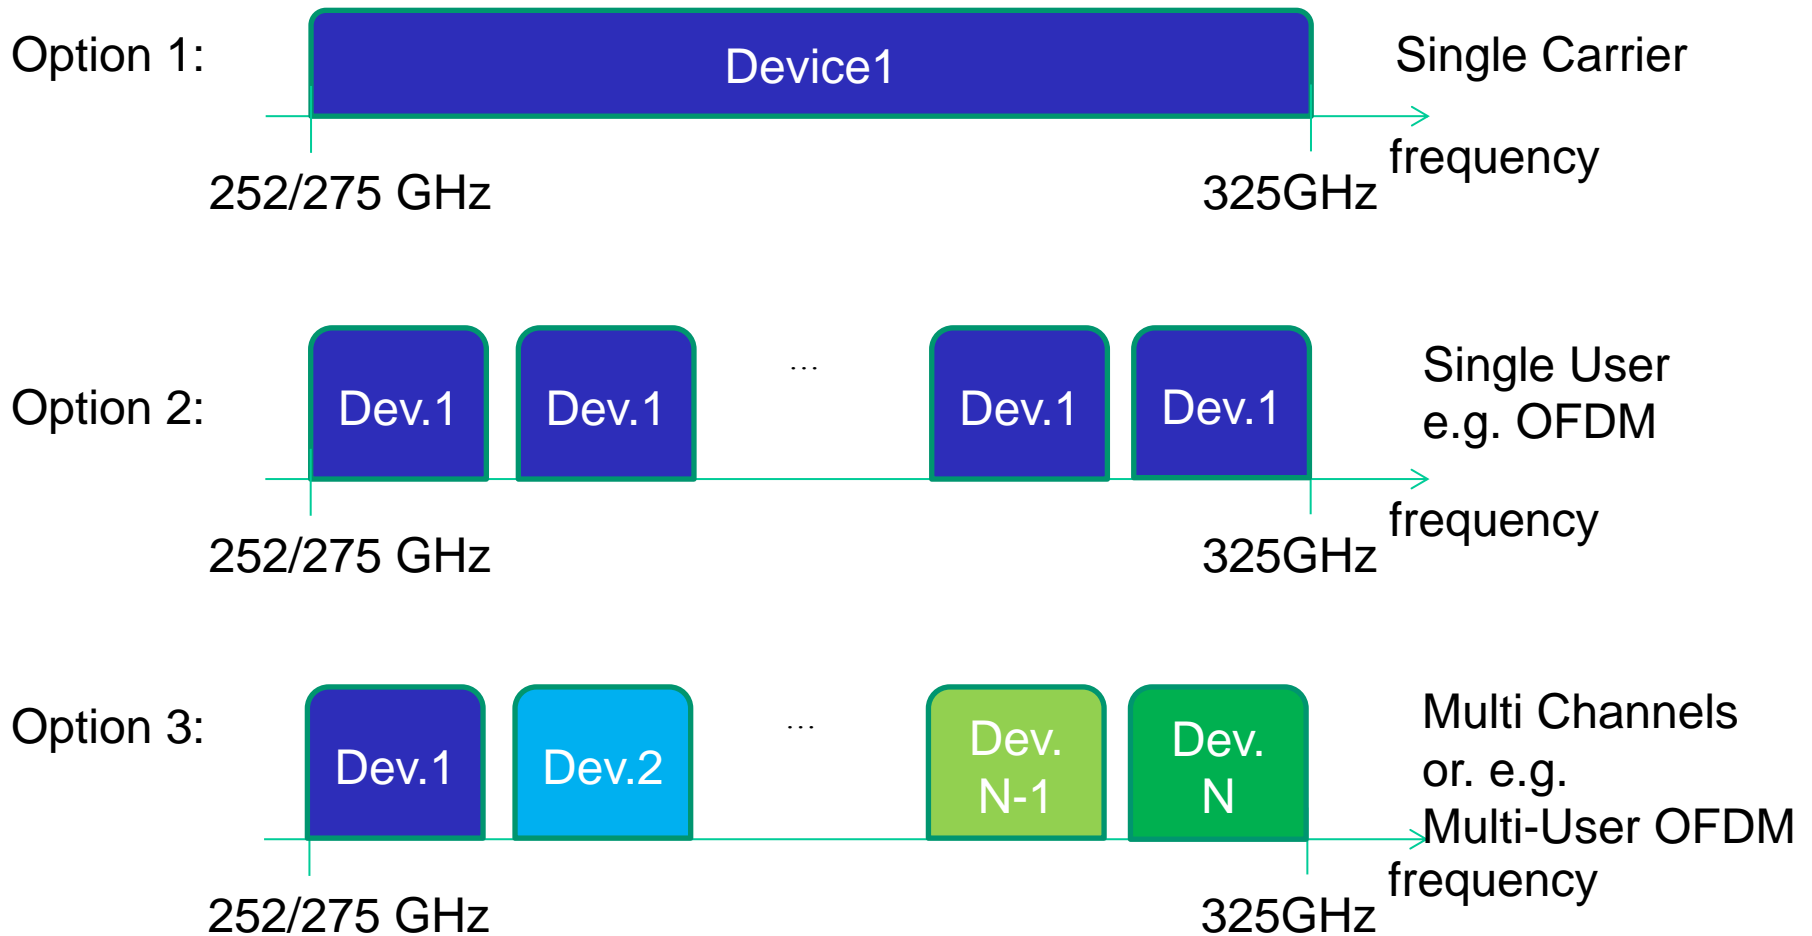 Option 1:
Device1
Single Carrier
frequency
252/275 GHz
325GHz
Option 2:
Dev.1
Dev.1
...
Dev.1
Dev.1
Single User
e.g. OFDM
frequency
252/275 GHz
325GHz
Option 3:
Dev.1
Dev.2
...
Dev.
N-1
Dev.
N
Multi Channels
or. e.g.
Multi-User OFDM
frequency
252/275 GHz
325GHz